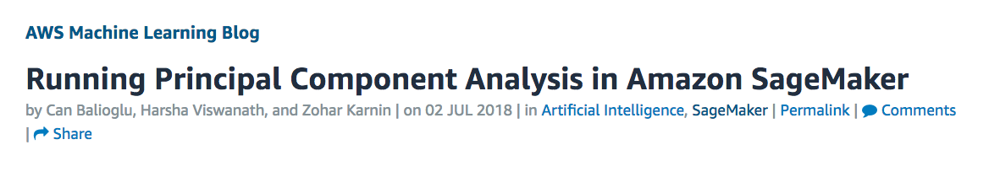 AWS Machine Learning Blog
Running Principal Component Analysis in Amazon SageMaker
by Can Balioglu, Harsha Viswanath, and Zohar Karnin | on 02 JUL 2018 | in Artificial Intelligence, SageMaker | Permalink | Comments
| Share